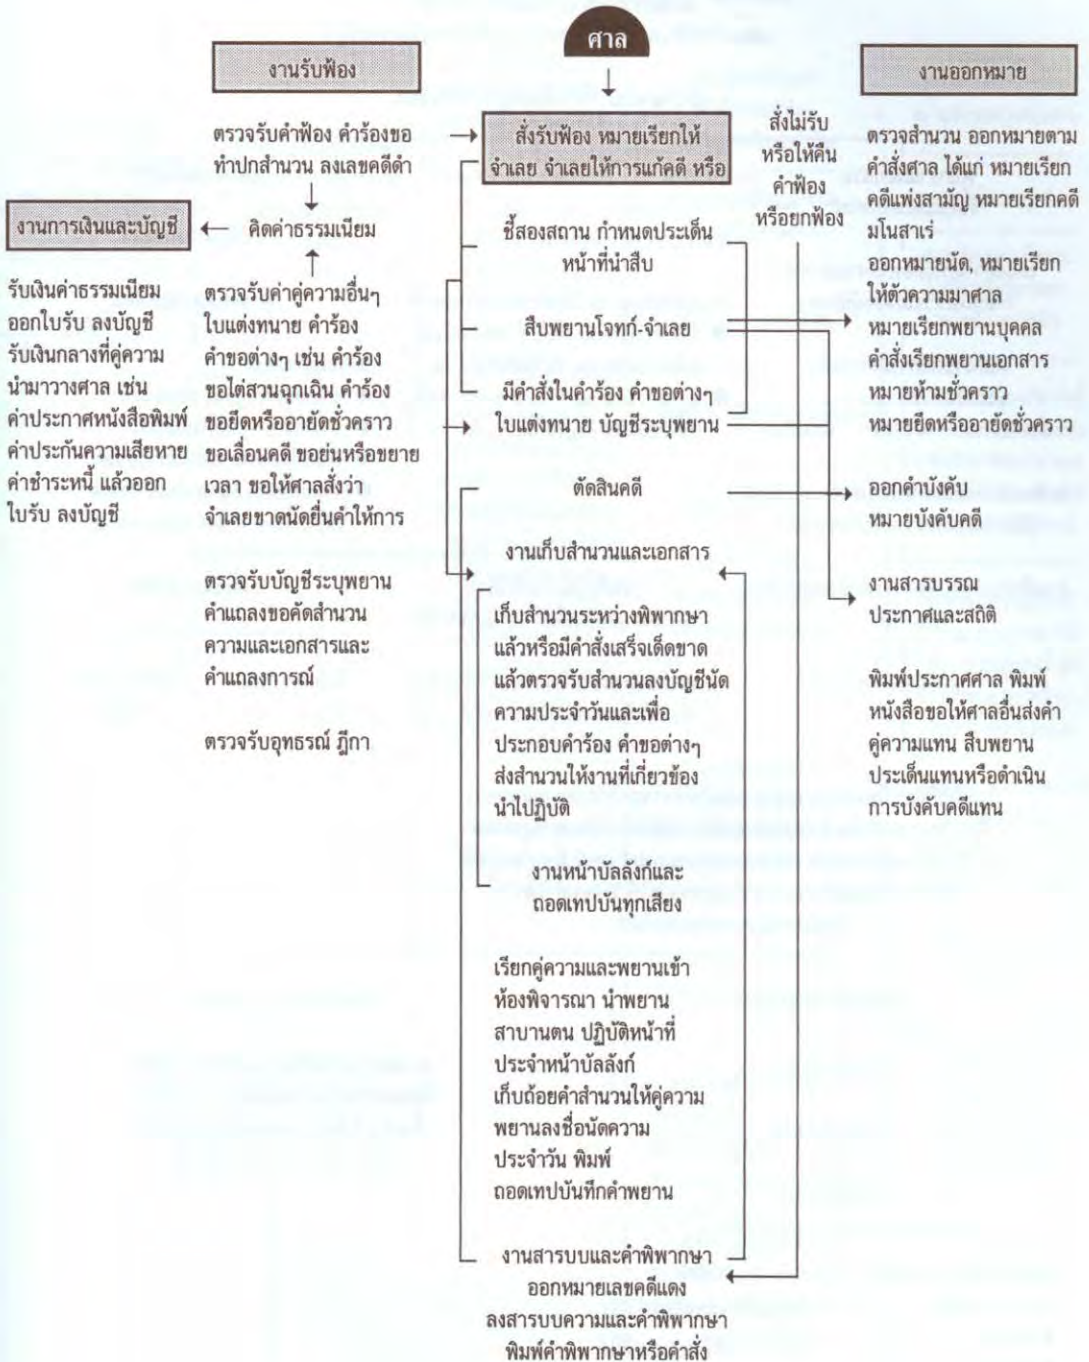 ศาล
งานรับฟ้อง
ตรวจรับคำฟ้อง คำร้องขอ
ทำปกสำนวน ลงเลขคดีดำ
คิดค่าธรรมเนียม
ตรวจรับค่าคู่ความอื่นๆ
ใบแต่งทนาย คำร้อง
คำขอต่างๆ เช่น คำร้อง
ขอไต่สวนฉุกเฉิน คำร้อง
ขอยึดหรืออายัดชั่วคราว
ขอเลื่อนคดี ขอย่นหรือขยาย
เวลา ขอให้ศาลสั่งว่า
จำเลยขาดนัดยื่นคำให้การ
ตรวจรับบัญชีระบุพยาน
คำแถลงขอคัดสำนวน
ความและเอกสารและ
คำแถลงการณ์
ตรวจรับอุทธรณ์ ฎีกา
งานการเงินและบัญชี
รับเงินค่าธรรมเนียม
ออกใบรับ ลงบัญชี
รับเงินกลางที่คู่ความ
นำมาวางศาล เช่น
ค่าประกาศหนังสือพิมพ์
ค่าประกันความเสียหาย
ค่าชำระหนี้ แล้วออก
ใบรับ ลงบัญชี
สั่งรับฟ้อง หมายเรียกให้
จำเลย จำเลยให้การแก้คดี หรือ
ชี้สองสถาน กำหนดประเด็น
หน้าที่นำสืบ
สืบพยานโจทก์-จำเลย
มีคำสั่งในคำร้อง คำขอต่างๆ
ใบแต่งทนาย บัญชีระบุพยาน
ตัดสินคดี
งานเก็บสำนวนและเอกสาร
เก็บสำนวนระหว่างพิพากษา
แล้วหรือมีคำสั่งเสร็จเด็ดขาด
แล้วตรวจรับสำนวนลงบัญชีนัด
ความประจำวันและเพื่อ
ประกอบคำร้อง คำขอต่างๆ
ส่งสำนวนให้งานที่เกี่ยวข้อง
นำไปฏิบัติ
งานหน้าบัลลังก์และ
ถอดเทปบันทุกเสียง
เรียกคู่ความและพยานเข้า
ห้องพิจารณา นำพยาน
สาบานตน ปฏิบัติหน้าที่
ประจำหน้าบัลลังก์
เก็บถ้อยคำสำนวนให้คู่ความ
พยานลงชื่อนัดความ
ประจำวัน พิมพ์
ถอดเทปบันทึกคำพยาน
งานสารบบและคำพิพากษา
ออกหมายเลขคดีแดง
ลงสารบบความและคำพิพากษา
พิมพ์คำพิพากษาหรือคำสั่ง
สั่งไม่รับ
หรือให้คืน
คำฟ้อง
หรือยกฟ้อง
งานออกหมาย
ตรวจสำนวน ออกหมายตาม
คำสั่งศาล ได้แก่ หมายเรียก
คดีแพ่งสามัญ หมายเรียกคดี
มโนสาเร่
ออกหมายนัด, หมายเรียก
ให้ตัวความมาศาล
หมายเรียกพยานบุคคล
คำสั่งเรียกพยานเอกสาร
หมายห้ามชั่วคราว
หมายยึดหรืออายัดชั่วคราว
ออกคำบังคับ
หมายบังคับคดี
งานสารบรรณ
ประกาศและสถิติ
พิมพ์ประกาศศาล พิมพ์
หนังสือขอให้ศาลอื่นส่งคำ
คู่ความแทน สืบพยาน
ประเด็นแทนหรือดำเนิน
การบังคับคดีแทน